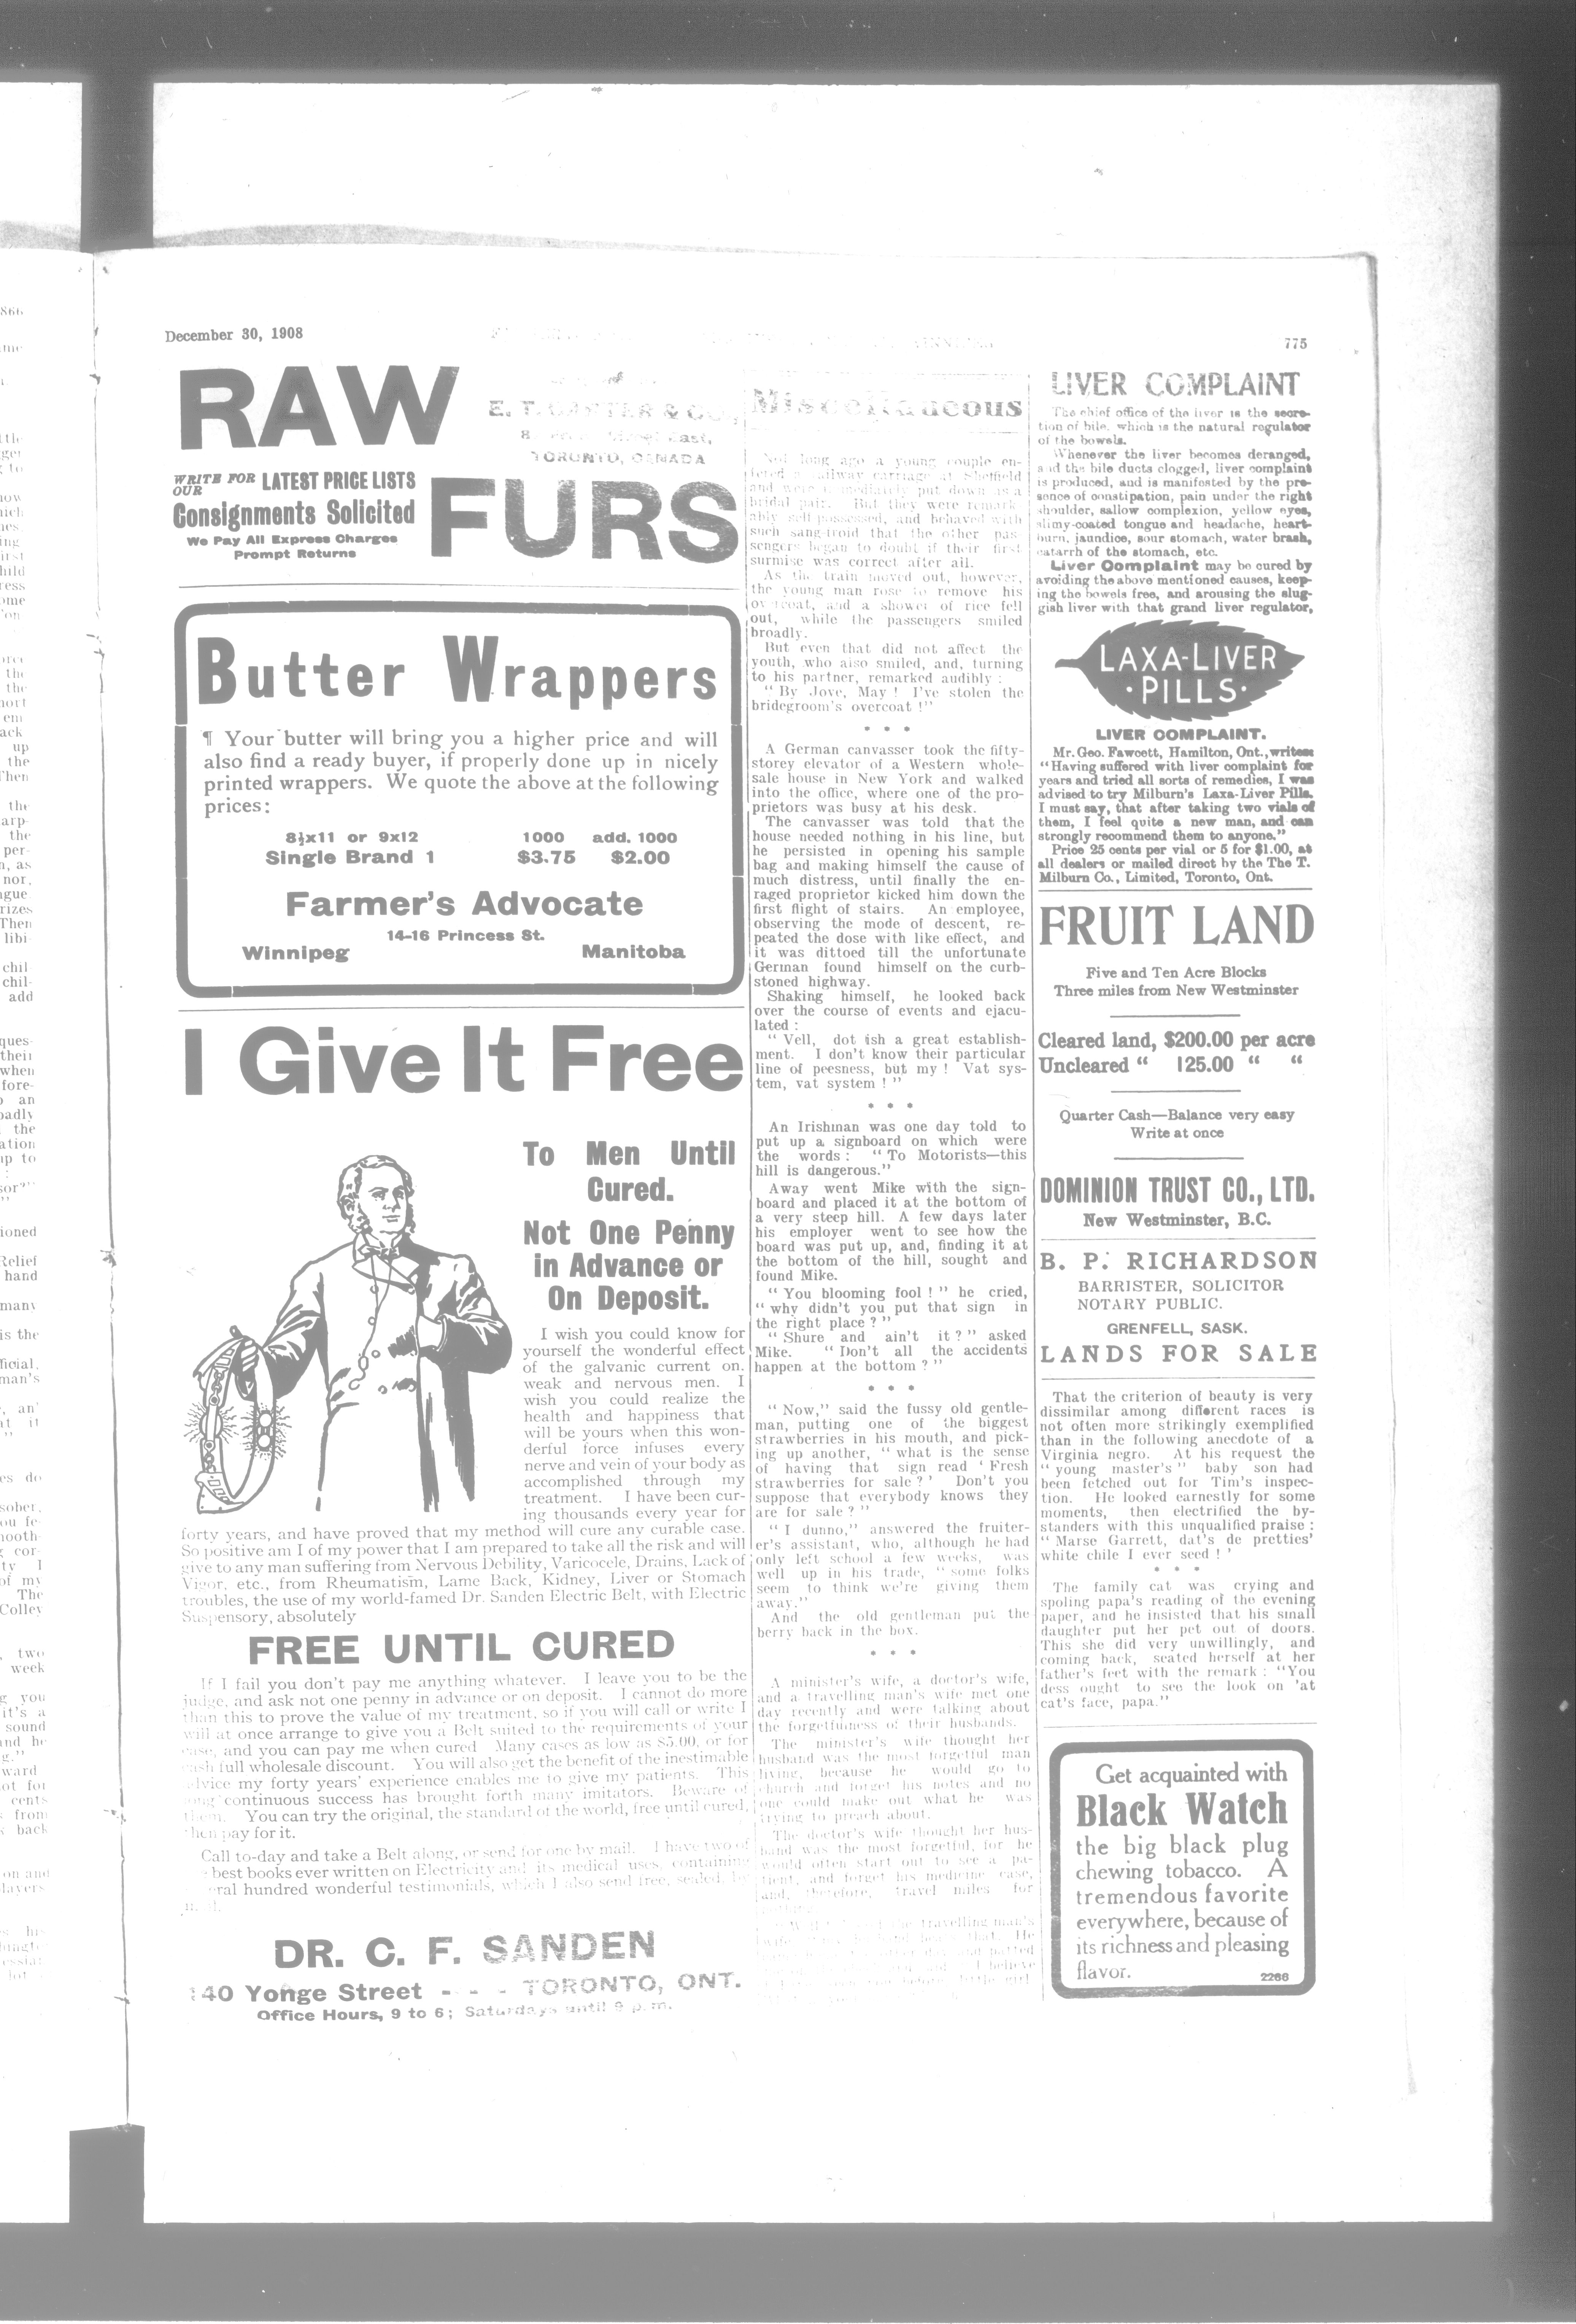 December 30, 1908
775
RAW
FURS
E. T. CARTER & CO.,
TORONTO, CANADA
WRITE FOR OUR LATEST PRICE LISTS
Consignments Solicited
We Pay All Express Charges
Prompt Returns
Butter Wrappers
¶ Your butter will bring you a higher price and will
also find a ready buyer, if properly done up in nicely
printed wrappers. We quote the above at the following
prices:
8½x11 or 9x12 1000 add. 1000
Single Brand 1 $3.75 $2.00
Farmer's Advocate
14-16 Princess St.
Winnipeg Manitoba
I Give It Free
To Men Until
Cured.
Not One Penny
in Advance or
On Deposit.
I wish you could know for
yourself the wonderful effect
of the galvanic current on
weak and nervous men. I
wish you could realize the
health and happiness that
will be yours when this won-
derful force infuses every
nerve and vein of your body as
accomplished through my
treatment. I have been cur-
ing thousands every year for
forty years, and have proved that my method will cure any curable case.
So positive am I of my power that I am prepared to take all the risk and will
give to any man suffering from Nervous Debility, Varicocele, Drains, Lack of
Vigor, etc., from Rheumatism, Lame Back, Kidney, Liver or Stomach
troubles, the use of my world-famed Dr. Sanden Electric Belt, with Electric
Suspensory, absolutely
FREE UNTIL CURED
If I fail you don't pay me anything whatever. I leave you to be the
judge, and ask not one penny in advance or on deposit. I cannot do more
than this to prove the value of my treatment, so if you will call or write I
will at once arrange to give you a Belt suited to the requirements of your
case, and you can pay me when cured Many cases as low as $5.00, or for
cash full wholesale discount. You will also get the benefit of the inestimable
advice my forty years' experience enables me to give my patients. This
long continuous success has brought forth many imitators. Beware of
them. You can try the original, the standard of the world, free until cured,
then pay for it.
Call to-day and take a Belt along, or send for one by mail. I have two of
best books ever written on Electricity and its medical uses, containing
eral hundred wonderful testimonials, which I also send free, sealed, by
DR. C. F. SANDEN
140 Yonge Street - - - TORONTO, ONT.
Office Hours, 9 to 6; Saturdays until 9 p.m.
Miscellaneous
Not long ago a young couple en-
tered a railway carriage at Sheffield
and were immediately put down as a
bridal pair. But they were remark-
ably self-possessed, and behaved with
such sang-froid that the other pas-
sengers began to doubt if their first
surmise was correct after all.
As the train moved out, however,
the young man rose to remove his
overcoat, and a shower of rice fell
out, while the passengers smiled
broadly.
But even that did not affect the
youth, who also smiled, and, turning
to his partner, remarked audibly :
" By Jove, May ! I've stolen the
bridegroom's overcoat !"
* * *
A German canvasser took the fifty-
storey elevator of a Western whole-
sale house in New York and walked
into the office, where one of the pro-
prietors was busy at his desk.
The canvasser was told that the
house needed nothing in his line, but
he persisted in opening his sample
bag and making himself the cause of
much distress, until finally the en-
raged proprietor kicked him down the
first flight of stairs. An employee,
observing the mode of descent, re-
peated the dose with like effect, and
it was dittoed till the unfortunate
German found himself on the curb-
stoned highway.
Shaking himself, he looked back
over the course of events and ejacu-
lated :
" Vell, dot ish a great establish-
ment. I don't know their particular
line of peesness, but my ! Vat sys-
tem, vat system ! "
* * *
An Irishman was one day told to
put up a signboard on which were
the words : " To Motorists—this
hill is dangerous."
Away went Mike with the sign-
board and placed it at the bottom of
a very steep hill. A few days later
his employer went to see how the
board was put up, and, finding it at
the bottom of the hill, sought and
found Mike.
" You blooming fool ! " he cried,
" why didn't you put that sign in
the right place ? "
" Shure and ain't it ? " asked
Mike. " Don't all the accidents
happen at the bottom ? "
* * *
" Now," said the fussy old gentle-
man, putting one of the biggest
strawberries in his mouth, and pick-
ing up another, " what is the sense
of having that sign read ' Fresh
strawberries for sale ? ' Don't you
suppose that everybody knows they
are for sale ? "
" I dunno," answered the fruiter-
er's assistant, who, although he had
only left school a few weeks, was
well up in his trade, " some folks
seem to think we're giving them
away."
And the old gentleman put the
berry back in the box.
* * *
A minister's wife, a doctor's wife,
and a travelling man's wife met one
day recently and were talking about
the forgetfulness of their husbands.
The minister's wife thought her
husband was the most forgetful man
living, because he would go to
church and forget his notes and no
one could make out what he was
trying to preach about.
The doctor's wife thought her hus-
band was the most forgetful, for he
would often start out to see a pa-
tient, and forget his medicine case,
and, therefore, travel miles for
nothing.
travelling man's
He
patted
I believe
before, little girl
LIVER COMPLAINT
The chief office of the liver is the secre-
tion of bile, which is the natural regulator
of the bowels.
Whenever the liver becomes deranged,
and the bile ducts clogged, liver complaint
is produced, and is manifested by the pre-
sence of constipation, pain under the right
shoulder, sallow complexion, yellow eyes,
slimy-coated tongue and headache, heart-
burn, jaundice, sour stomach, water brash,
catarrh of the stomach, etc.
Liver Complaint may be cured by
avoiding the above mentioned causes, keep-
ing the bowels free, and arousing the slug-
gish liver with that grand liver regulator,
LAXA-LIVER
PILLS
LIVER COMPLAINT.
Mr. Geo. Fawcett, Hamilton, Ont., writes
"Having suffered with liver complaint for
years and tried all sorts of remedies, I was
advised to try Milburn's Laxa-Liver Pills.
I must say, that after taking two vials of
them, I feel quite a new man, and can
strongly recommend them to anyone."
Price 25 cents per vial or 5 for $1.00, at
all dealers or mailed direct by the The T.
Milburn Co., Limited, Toronto, Ont.
FRUIT LAND
Five and Ten Acre Blocks
Three miles from New Westminster
Cleared land, $200.00 per acre
Uncleared " 125.00 " "
Quarter Cash—Balance very easy
Write at once
DOMINION TRUST CO., LTD.
New Westminster, B.C.
B. P. RICHARDSON
BARRISTER, SOLICITOR
NOTARY PUBLIC.
GRENFELL, SASK.
LANDS FOR SALE
That the criterion of beauty is very
dissimilar among different races is
not often more strikingly exemplified
than in the following anecdote of a
Virginia negro. At his request the
" young master's " baby son had
been fetched out for Tim's inspec-
tion. He looked earnestly for some
moments, then electrified the by-
standers with this unqualified praise :
" Marse Garrett, dat's de pretties'
white chile I ever seed ! '
* * *
The family cat was crying and
spoling papa's reading of the evening
paper, and he insisted that his small
daughter put her pet out of doors.
This she did very unwillingly, and
coming back, seated herself at her
father's feet with the remark : "You
dess ought to see the look on 'at
cat's face, papa."
Get acquainted with
Black Watch
the big black plug
chewing tobacco. A
tremendous favorite
everywhere, because of
its richness and pleasing
flavor.
2266